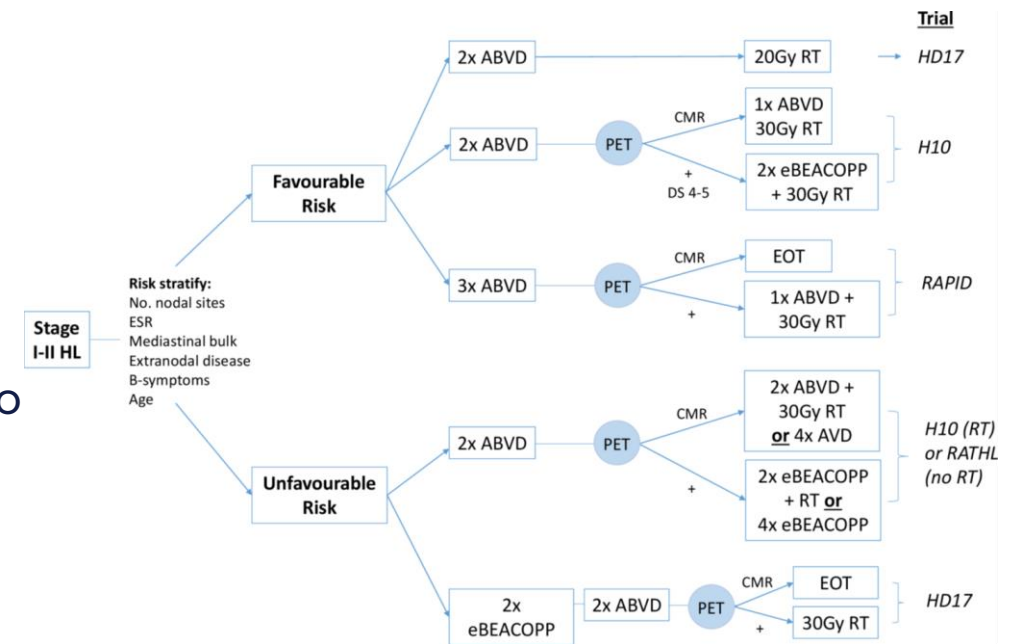 Trial
2x ABVD
20Gy RT
HD17
2x ABVD
PET
CMR
1x ABVD
30Gy RT
+
DS 4-5
2x eBEACOPP
+ 30Gy RT
H10
Favourable
Risk
3x ABVD
PET
CMR
EOT
+
1x ABVD +
30Gy RT
RAPID
Stage
I-II HL
Risk stratify:
No. nodal sites
ESR
Mediastinal bulk
Extranodal disease
B-symptoms
Age
o
Unfavourable
Risk
2x ABVD
PET
CMR
2x ABVD +
30Gy RT
or 4x AVD
+
2x eBEACOPP
+ RT or
4x eBEACOPP
H10 (RT)
or RATHL
(no RT)
2x
eBEACOPP
2x ABVD
PET
CMR
EOT
+
30Gy RT
HD17